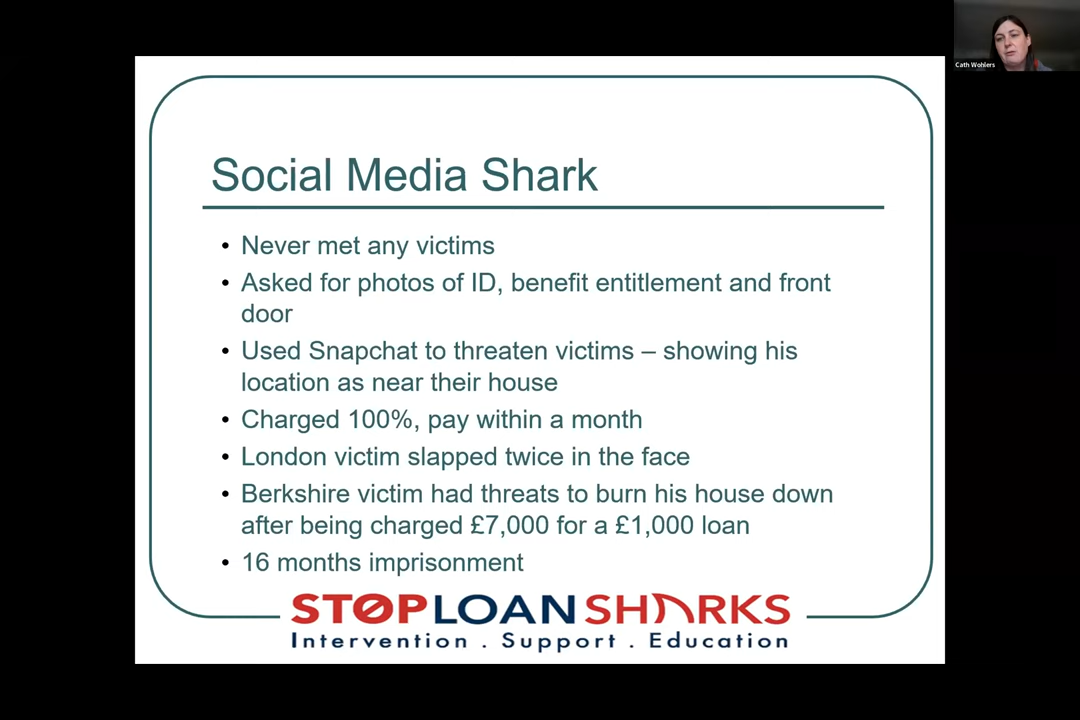 Cath Wohlers
Social Media Shark
• Never met any victims
• Asked for photos of ID, benefit entitlement and front
door
• Used Snapchat to threaten victims – showing his
location as near their house
• Charged 100%, pay within a month
• London victim slapped twice in the face
• Berkshire victim had threats to burn his house down
after being charged £7,000 for a £1,000 loan
• 16 months imprisonment
STOPLOANSHARKS
Intervention . Support . Education